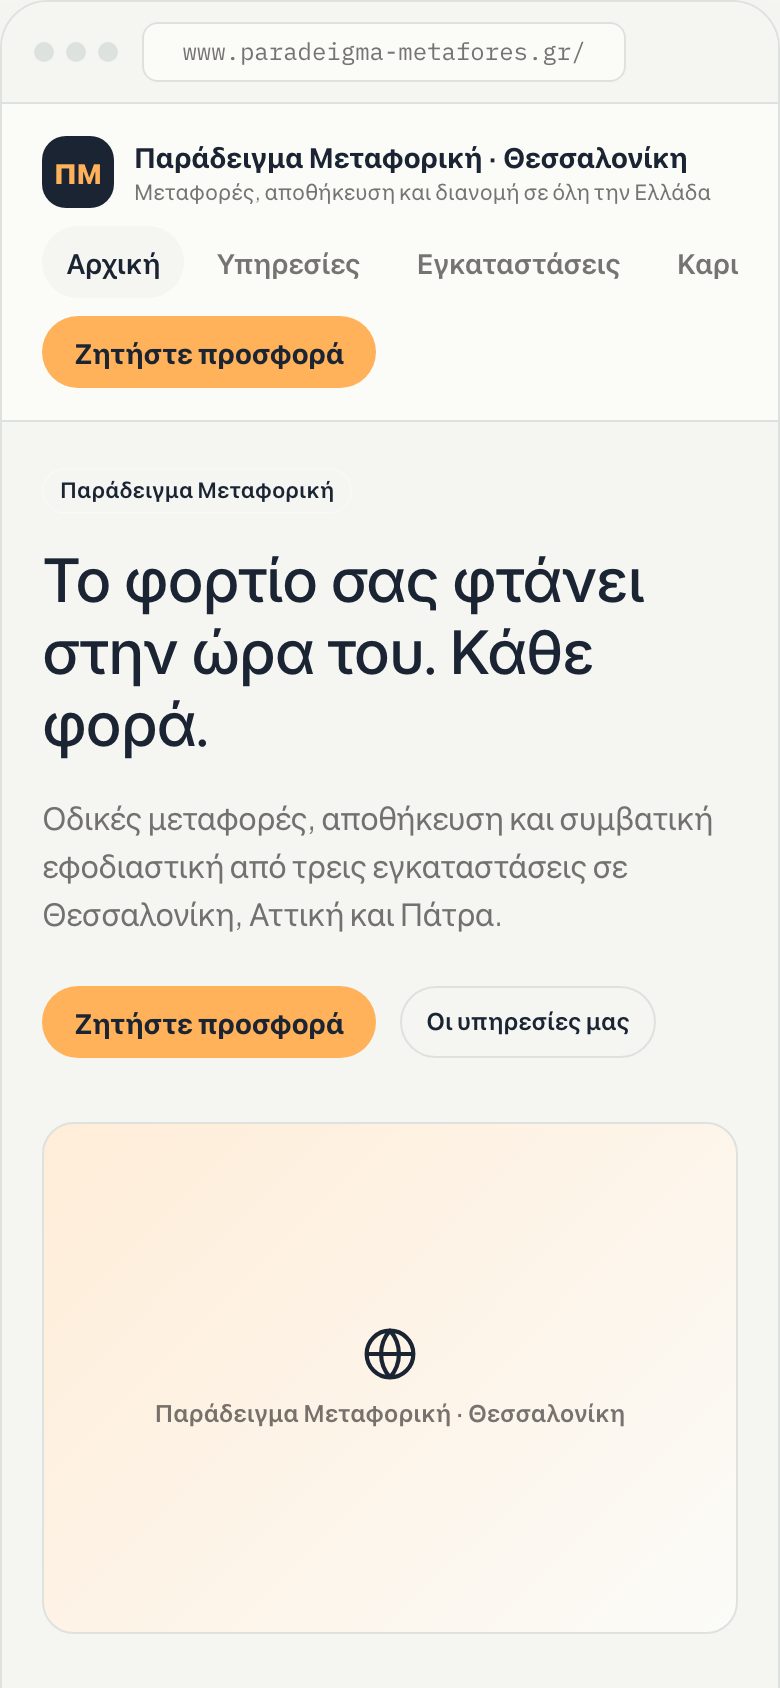 www.paradeigma-metafores.gr/
ΠΜ
Παράδειγμα Μεταφορική · Θεσσαλονίκη
Μεταφορές, αποθήκευση και διανομή σε όλη την Ελλάδα
Αρχική Υπηρεσίες Εγκαταστάσεις Καρι
Ζητήστε προσφορά
Παράδειγμα Μεταφορική
Το φορτίο σας φτάνει
στην ώρα του. Κάθε
φορά.
Οδικές μεταφορές, αποθήκευση και συμβατική
εφοδιαστική από τρεις εγκαταστάσεις σε
Θεσσαλονίκη, Αττική και Πάτρα.
Ζητήστε προσφορά Οι υπηρεσίες μας
Παράδειγμα Μεταφορική · Θεσσαλονίκη